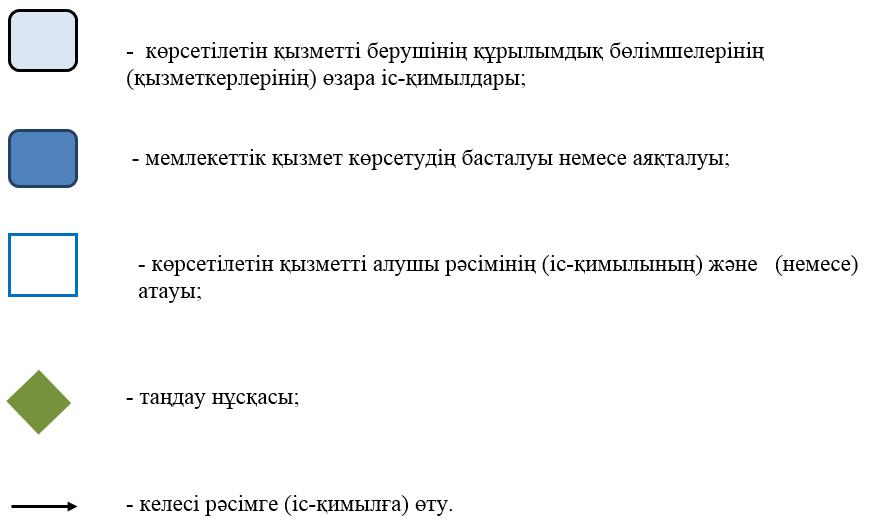 - көрсетілетін қызметті берушінің құрылымдық бөлімшелерінің
(қызметкерлерінің) өзара іс-қимылдары;
- мемлекеттік қызмет көрсетудің басталуы немесе аяқталуы;
- көрсетілетін қызметті алушы рәсімінің (іс-қимылының) және (немесе)
атауы;
- таңдау нұсқасы;
- келесі рәсімге (іс-қимылға) өту.